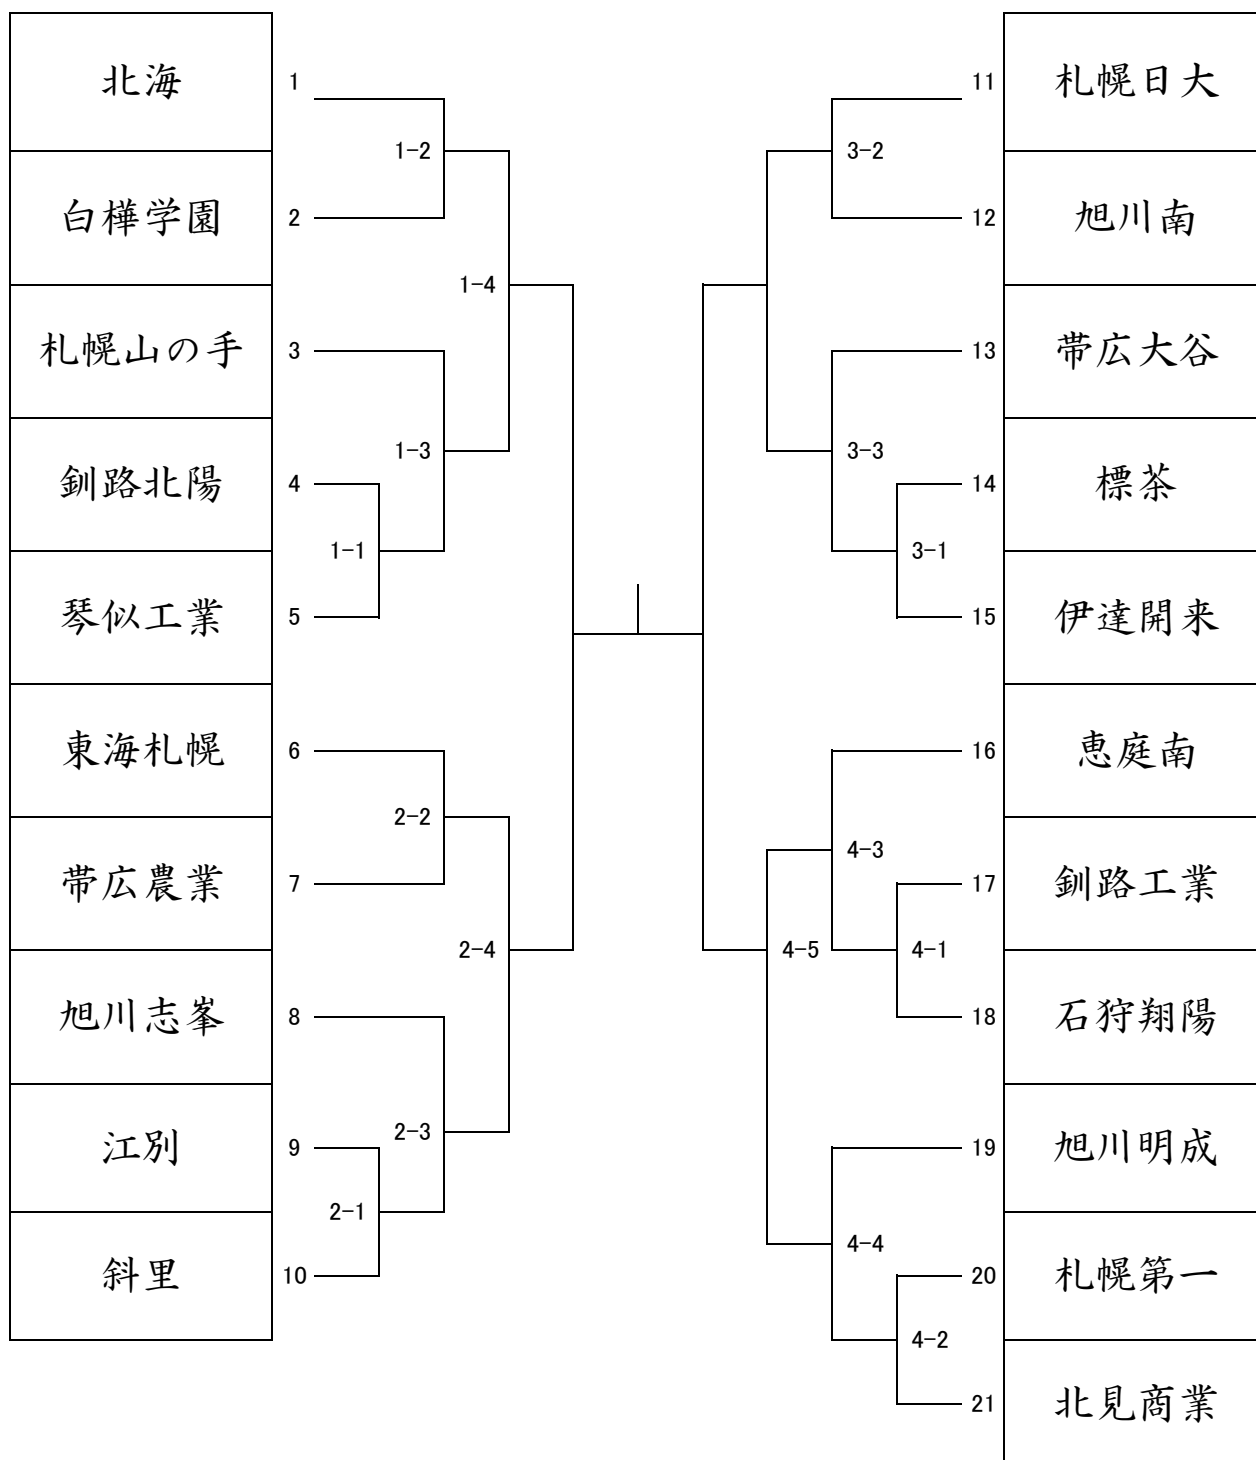 北海
1
白樺学園
2
札幌山の手
3
釧路北陽
4
琴似工業
5
東海札幌
6
帯広農業
7
旭川志峯
8
江別
9
斜里
10
1-2
1-4
1-3
1-1
2-2
2-4
2-3
2-1
11
札幌日大
12
旭川南
13
帯広大谷
14
標茶
15
伊達開来
16
恵庭南
17
釧路工業
18
石狩翔陽
19
旭川明成
20
札幌第一
21
北見商業
3-2
3-3
3-1
4-3
4-5
4-1
4-4
4-2